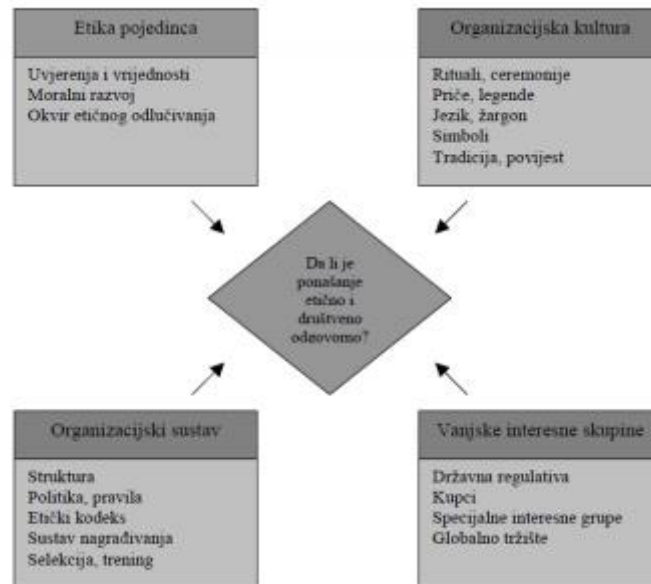 Etika pojedinca
Uvjerenja i vrijednosti
Moralni razvoj
Okvir etičnog odlučivanja
Organizacijska kultura
Rituali, ceremonije
Priče, legende
Jezik, žargon
Simboli
Tradicija, povijest
Da li je
ponašanje
etično i
društveno
odgovorno?
Organizacijski sustav
Struktura
Politika, pravila
Etički kodeks
Sustav nagrađivanja
Selekcija, trening
Vanjske interesne skupine
Državna regulativa
Kupci
Specijalne interesne grupe
Globalno tržište